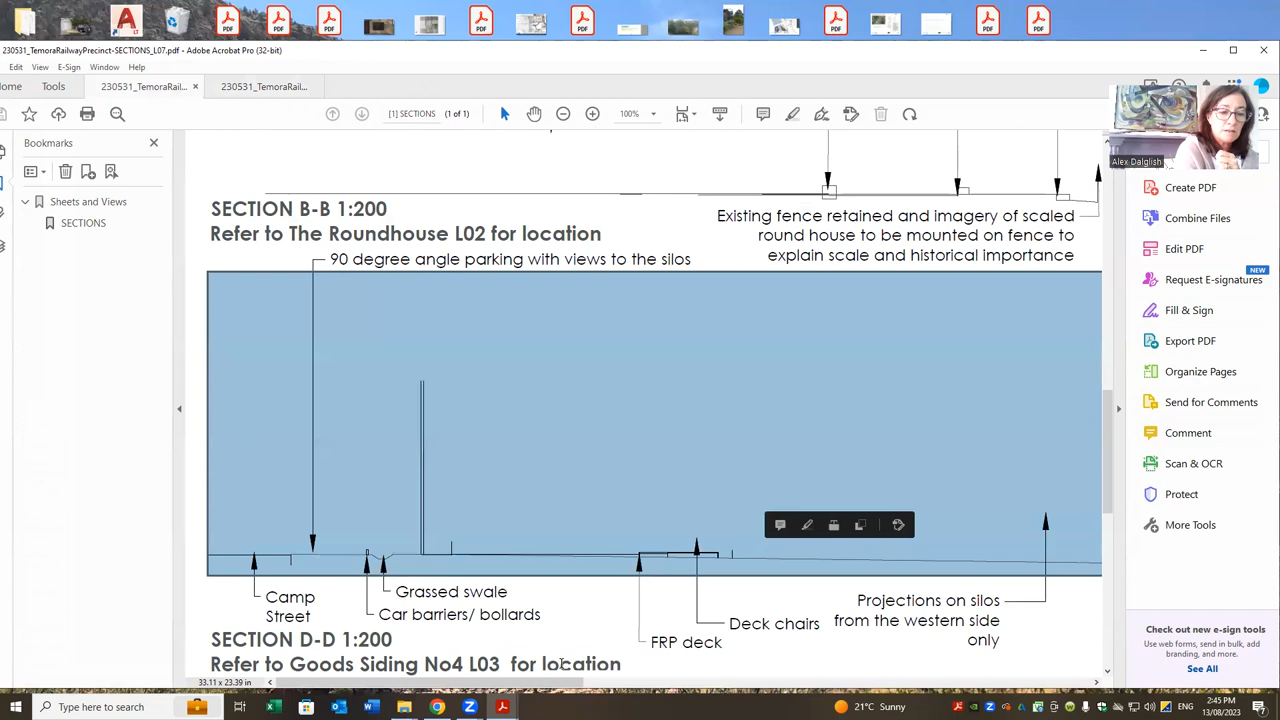 230531_TemoraRailwayPrecinct-SECTIONS_L07.pdf - Adobe Acrobat Pro (32-bit)
Edit View E-Sign Window Help
ome Tools 230531_TemoraRail... × 230531_TemoraRail...
[1] SECTIONS (1 of 1) 100%
Alex Dalglish
Bookmarks
Sheets and Views
SECTIONS
SECTION B-B 1:200
Refer to The Roundhouse L02 for location
Existing fence retained and imagery of scaled
round house to be mounted on fence to
explain scale and historical importance
90 degree angle parking with views to the silos
Camp
Street
Grassed swale
Car barriers/ bollards
FRP deck
Deck chairs
Projections on silos
from the western side
only
SECTION D-D 1:200
Refer to Goods Siding No4 L03 for location
33.11 x 23.39 in
Create PDF
Combine Files
Edit PDF
NEW
Request E-signatures
Fill & Sign
Export PDF
Organize Pages
Send for Comments
Comment
Scan & OCR
Protect
More Tools
Check out new e-sign tools
Use web forms, send in bulk, add
branding, and more.
See All
Type here to search
21°C Sunny
2:45 PM
13/08/2023